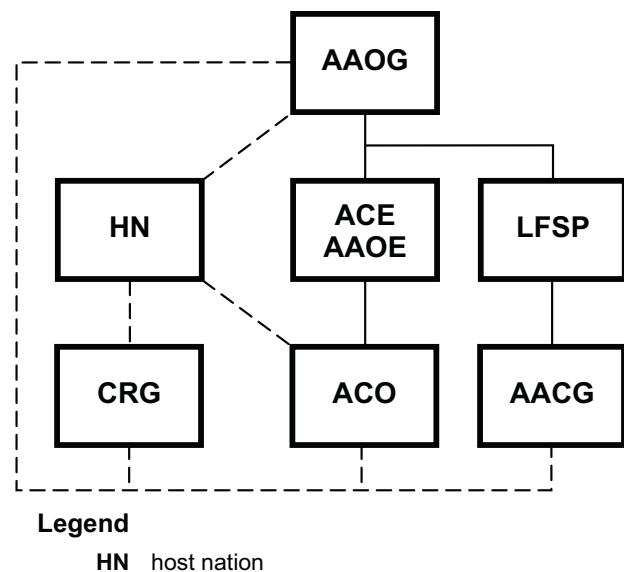 AAOG
HN
ACE
AAOE
LFSP
CRG
ACO
AACG
Legend
HN host nation